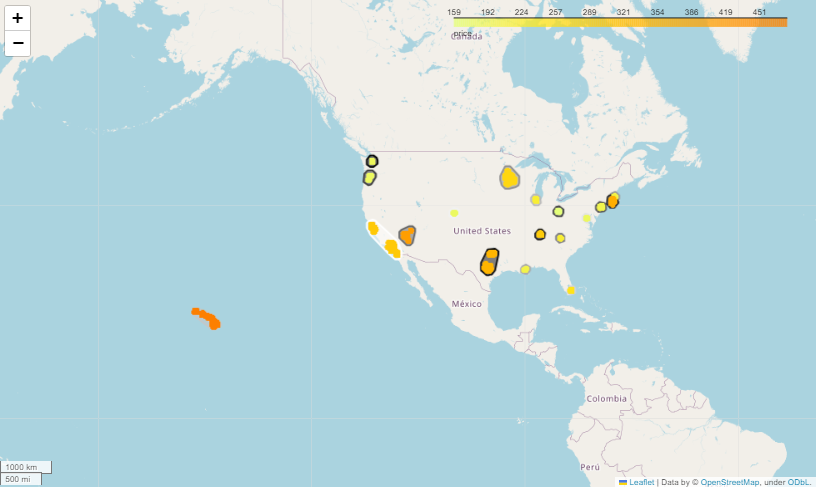 +
−
159 192 224 257 289 321 354 386 419 451
price
Canada
United States
México
Colombia
Perú
1000 km
500 mi
Leaflet | Data by © OpenStreetMap, under ODbL.